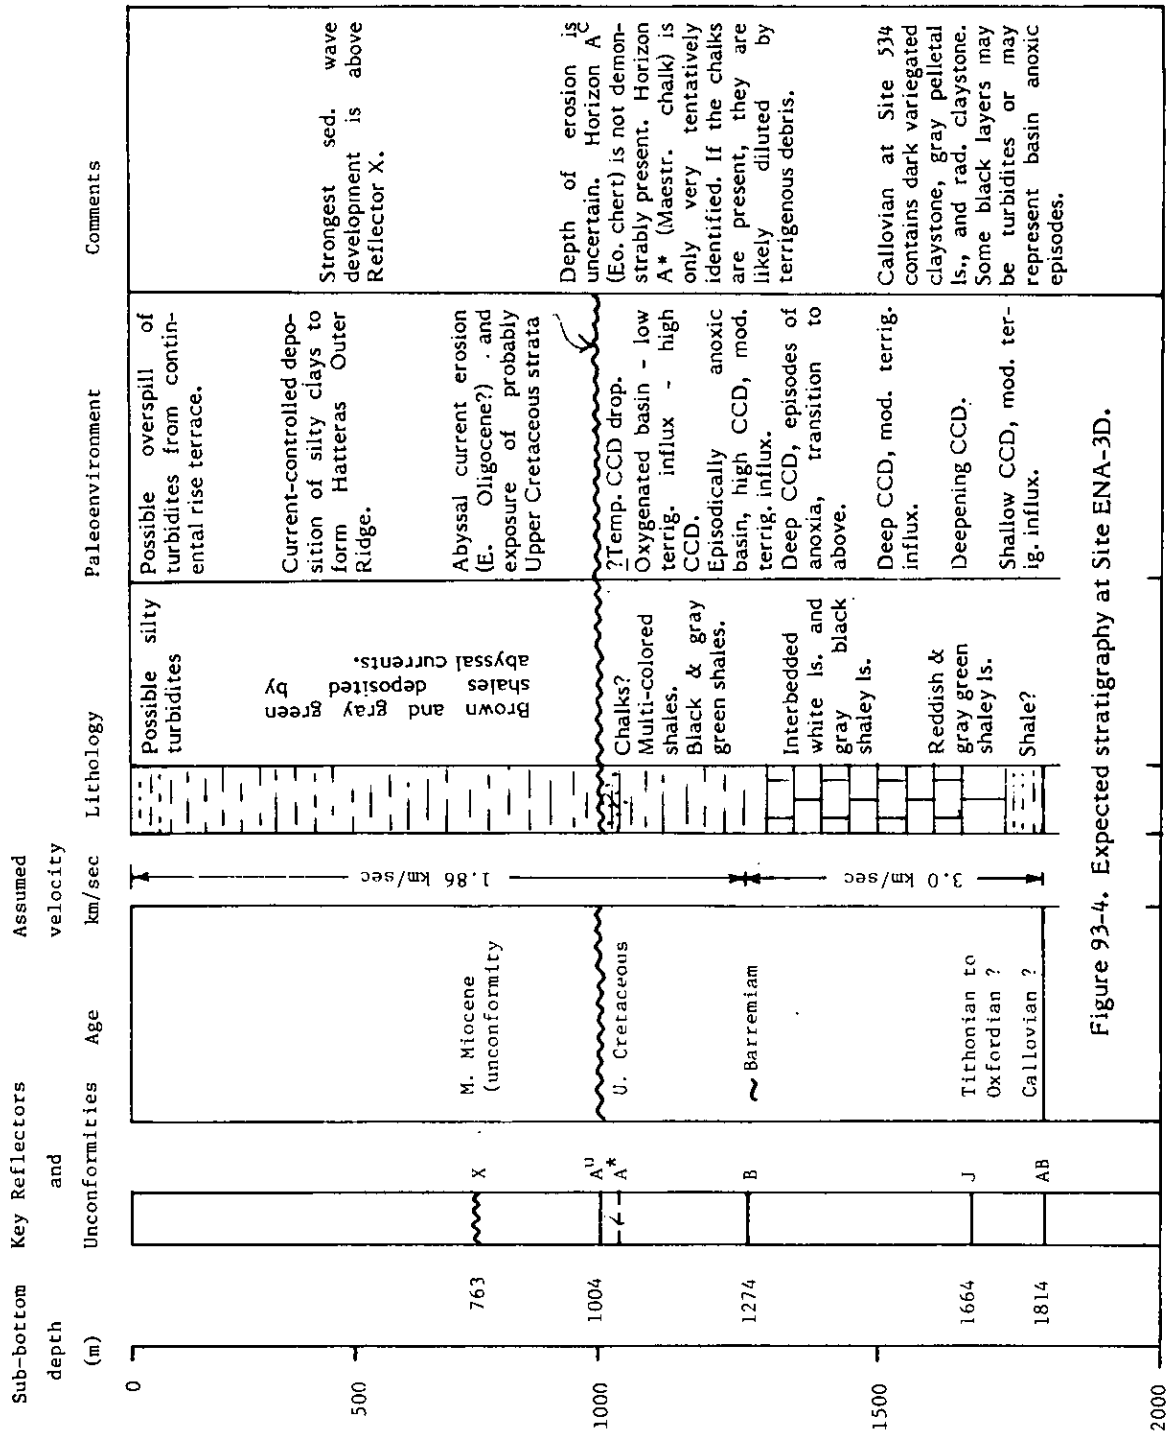 Sub-bottom
depth
(m)
Key Reflectors
and
Unconformities
Age
Assumed
velocity
km/sec
Lithology
Paleoenvironment
Comments
0
500
1000
1500
2000
763
1004
1274
1664
1814
X
Aᵁ
A*
B
J
AB
M. Miocene
(unconformity
U. Cretaceous
~ Barremiam
Tithonian to
Oxfordian ?
Callovian ?
1.86 km/sec
3.0 km/sec
Possible silty
turbidites
Brown and gray green
shales deposited by
abyssal currents.
Chalks?
Multi-colored
shales.
Black & gray
green shales.
Interbedded
white ls. and
gray black
shaley ls.
Reddish &
gray green
shaley ls.
Shale?
Possible overspill of
turbidites from contin-
ental rise terrace.
Current-controlled depo-
sition of silty clays to
form Hatteras Outer
Ridge.
Abyssal current erosion
(E. Oligocene?) . and
exposure of probably
Upper Cretaceous strata
?Temp. CCD drop.
Oxygenated basin - low
terrig. influx - high
CCD.
Episodically anoxic
basin, high CCD, mod.
terrig. influx.
Deep CCD, episodes of
anoxia, transition to
above.
Deep CCD, mod. terrig.
influx.
Deepening CCD.
Shallow CCD, mod. ter-
rig. influx.
Strongest sed. wave
development is above
Reflector X.
Depth of erosion is
uncertain. Horizon Aᶜ
(Eo. chert) is not demon-
strably present. Horizon
A* (Maestr. chalk) is
only very tentatively
identified. If the chalks
are present, they are
likely diluted by
terrigenous debris.
Callovian at Site 534
contains dark variegated
claystone, gray pelletal
ls., and rad. claystone.
Some black layers may
be turbidites or may
represent basin anoxic
episodes.
Figure 93-4. Expected stratigraphy at Site ENA-3D.